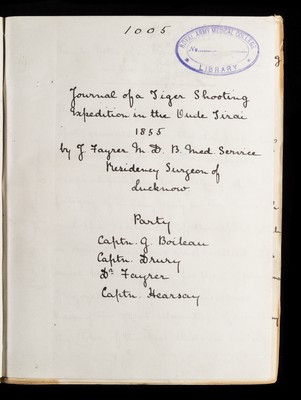 1005
ROYAL ARMY MEDICAL COLLEGE
No
LIBRARY
Journal of a Tiger Shooting
Expedition in the Oude Tirai
1855
by J. Fayrer M. D. B. Med. Service
Residency Surgeon of
Lucknow
Party
Captn. G. Boileau
Captn. Drury
Dr. Fayrer
Captn. Hearsay